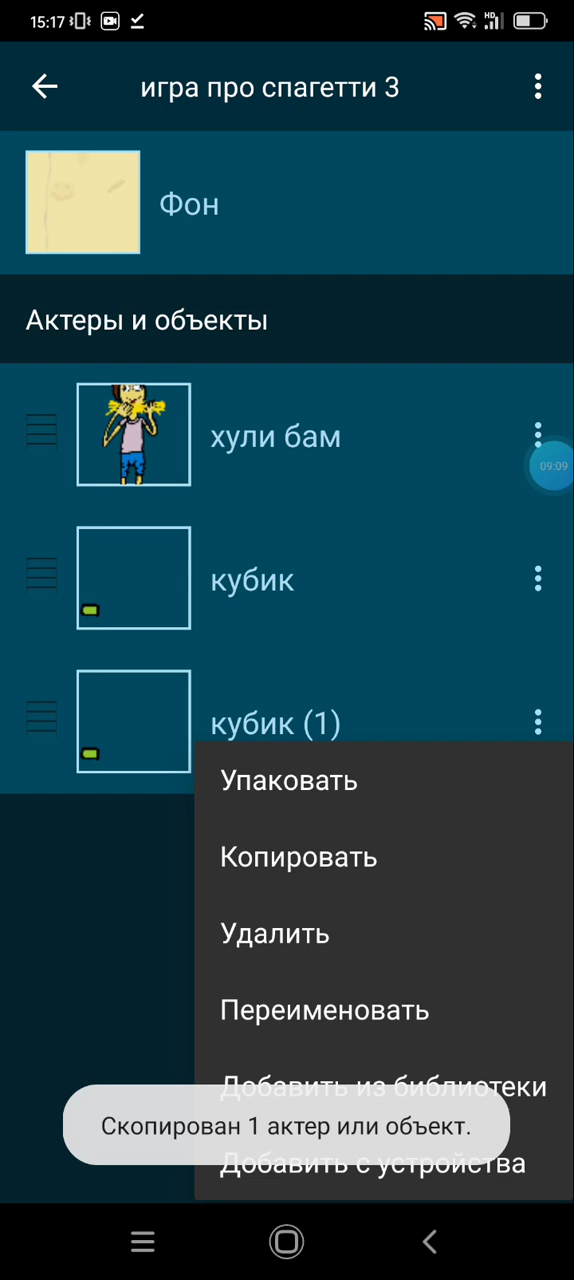 15:17
HD
игра про спагетти 3
Фон
Актеры и объекты
хули бам
09:09
кубик
кубик (1)
Упаковать
Копировать
Удалить
Переименовать
Добавить из библиотеки
Скопирован 1 актер или объект.
Добавить с устройства